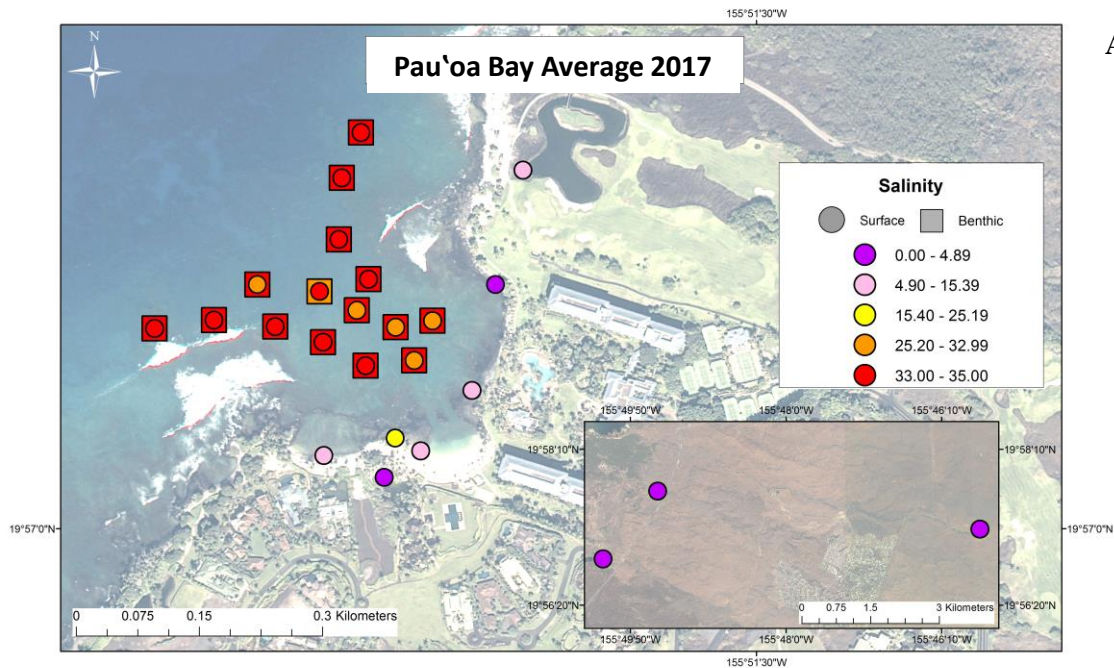 155°51'30"W
A
N
Pau‘oa Bay Average 2017
Salinity
Surface Benthic
0.00 - 4.89
4.90 - 15.39
15.40 - 25.19
25.20 - 32.99
33.00 - 35.00
155°49'50"W 155°48'0"W 155°46'10"W
19°58'10"N
19°57'0"N 19°57'0"N
0 0.075 0.15 0.3 Kilometers
0 0.75 1.5 3 Kilometers
19°56'20"N 19°56'20"N
155°49'50"W 155°48'0"W 155°46'10"W
155°51'30"W